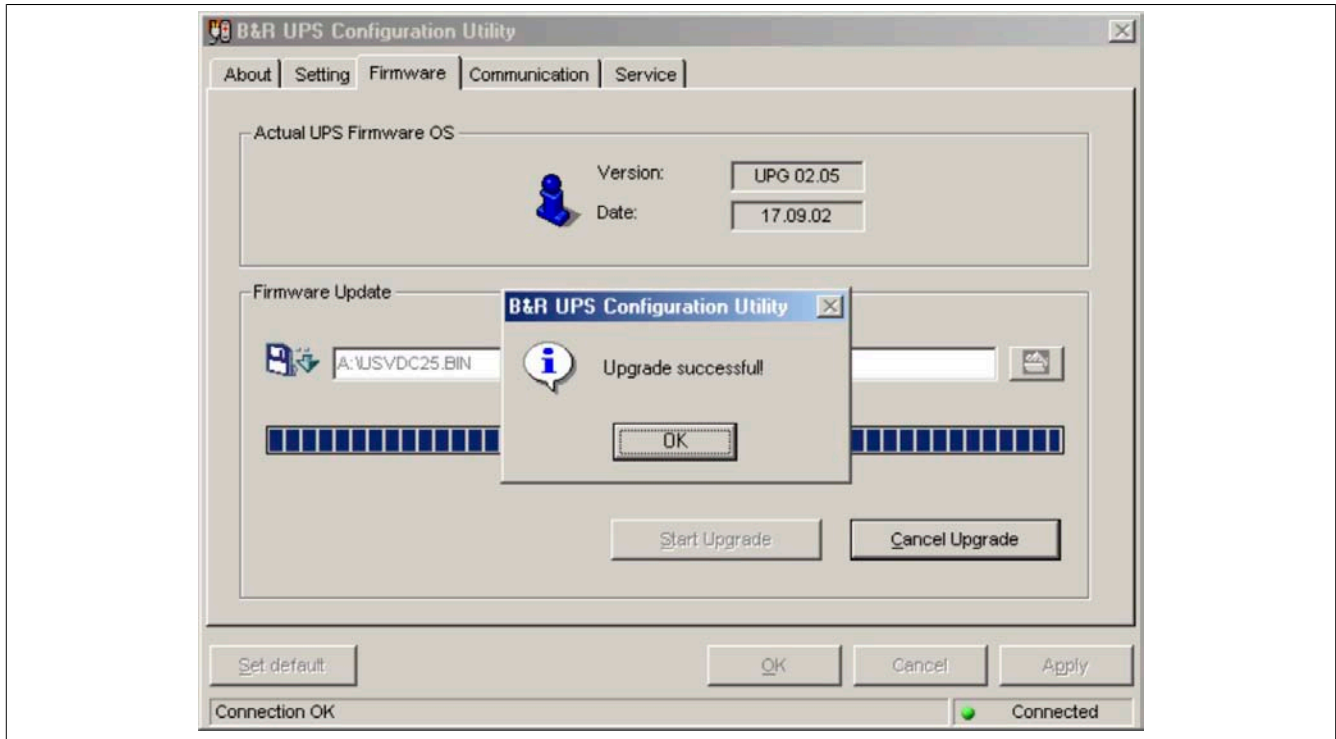 B&R UPS Configuration Utility
About Setting Firmware Communication Service
Actual UPS Firmware OS
Version: UPG 02.05
Date: 17.09.02
Firmware Update
B&R UPS Configuration Utility
A:\USVDC25.BIN
Upgrade successful!
OK
Start Upgrade Cancel Upgrade
Set default OK Cancel Apply
Connection OK Connected